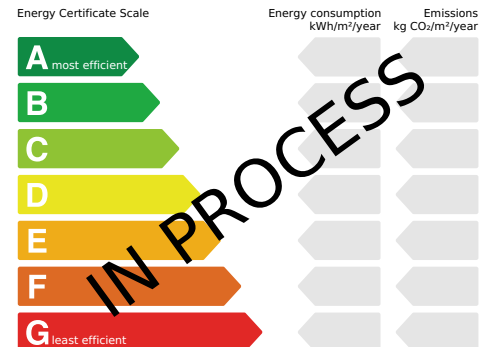 Energy Certificate Scale
Energy consumption
kWh/m²/year
Emissions
kg CO₂/m²/year
A most efficient
B
C
D
E
F
G least efficient
IN PROCESS